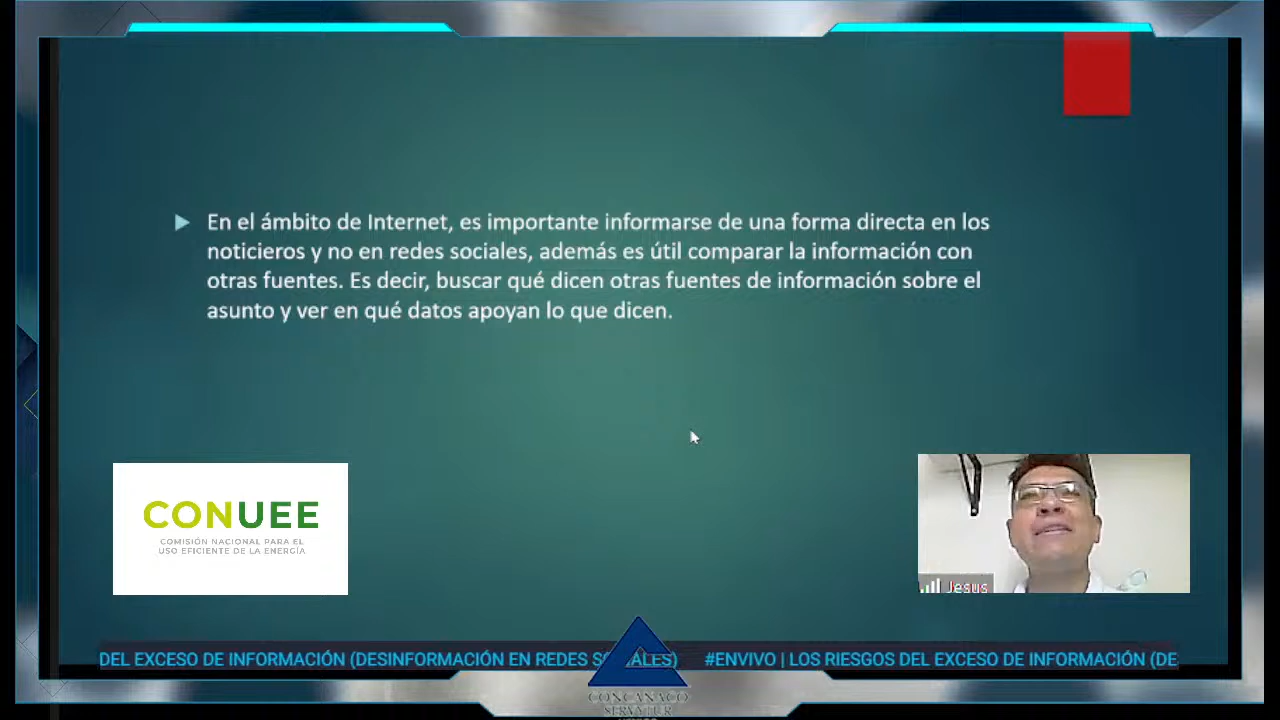 En el ámbito de Internet, es importante informarse de una forma directa en los
noticieros y no en redes sociales, además es útil comparar la información con
otras fuentes. Es decir, buscar qué dicen otras fuentes de información sobre el
asunto y ver en qué datos apoyan lo que dicen.
CONUEE
COMISIÓN NACIONAL PARA EL
USO EFICIENTE DE LA ENERGÍA
Jesus
DEL EXCESO DE INFORMACIÓN (DESINFORMACIÓN EN REDES SOCIALES) #ENVIVO | LOS RIESGOS DEL EXCESO DE INFORMACIÓN (DE
CONCANACO
SERVYTUR